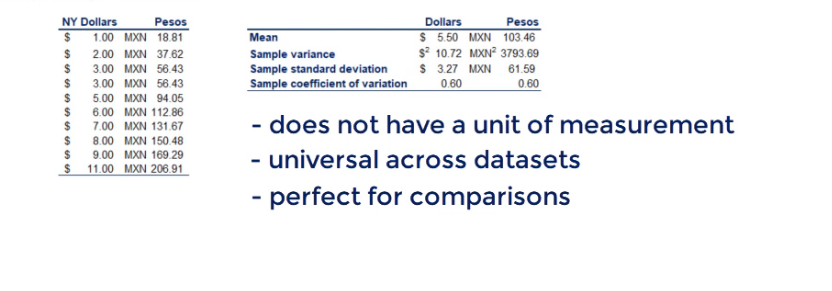 NY Dollars Pesos
$ 1.00 MXN 18.81
$ 2.00 MXN 37.62
$ 3.00 MXN 56.43
$ 3.00 MXN 56.43
$ 5.00 MXN 94.05
$ 6.00 MXN 112.86
$ 7.00 MXN 131.67
$ 8.00 MXN 150.48
$ 9.00 MXN 169.29
$ 11.00 MXN 206.91
Dollars Pesos
Mean $ 5.50 MXN 103.46
Sample variance $² 10.72 MXN² 3793.69
Sample standard deviation $ 3.27 MXN 61.59
Sample coefficient of variation 0.60 0.60
- does not have a unit of measurement
- universal across datasets
- perfect for comparisons